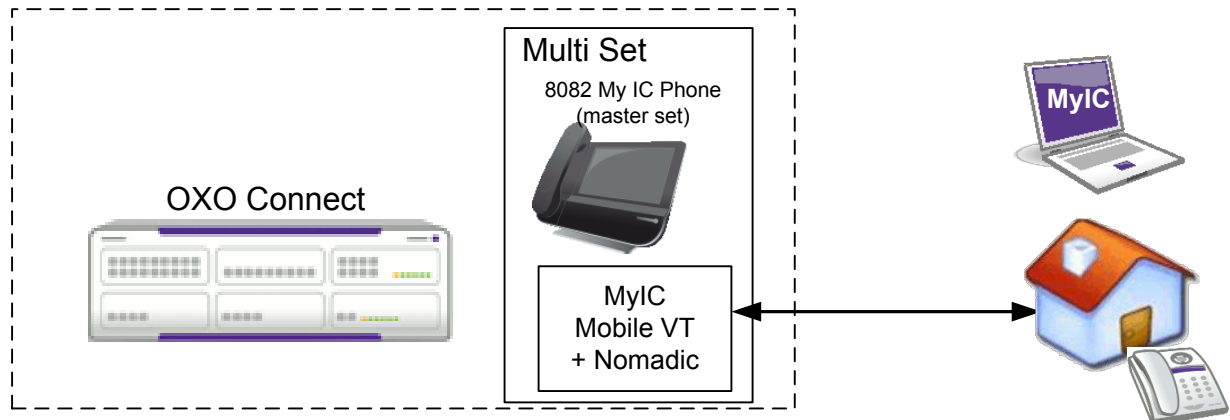 Multi Set
8082 My IC Phone
(master set)
MyIC
OXO Connect
MyIC
Mobile VT
+ Nomadic